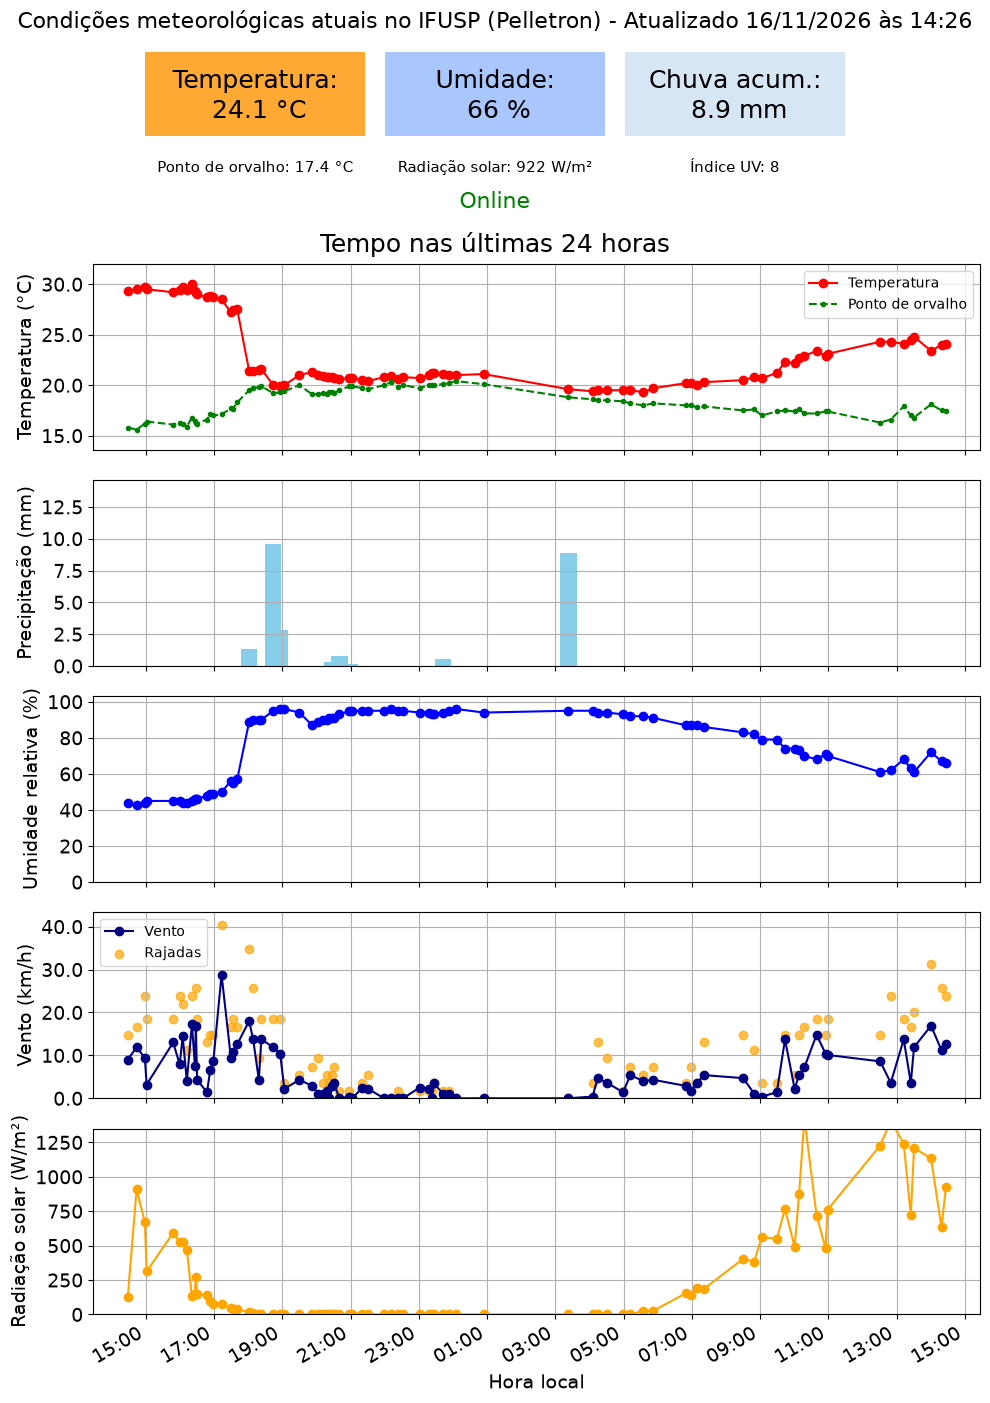 Condições meteorológicas atuais no IFUSP (Pelletron) - Atualizado 16/11/2026 às 14:26
Temperatura:
24.1 °C
Umidade:
66 %
Chuva acum.:
8.9 mm
Ponto de orvalho: 17.4 °C
Radiação solar: 922 W/m²
Índice UV: 8
Online
Tempo nas últimas 24 horas
Temperatura (°C)
30.0
25.0
20.0
15.0
Temperatura
Ponto de orvalho
Precipitação (mm)
12.5
10.0
7.5
5.0
2.5
0.0
Umidade relativa (%)
100
80
60
40
20
0
Vento (km/h)
40.0
30.0
20.0
10.0
0.0
Vento
Rajadas
Radiação solar (W/m²)
1250
1000
750
500
250
0
15:00
17:00
19:00
21:00
23:00
01:00
03:00
05:00
07:00
09:00
11:00
13:00
15:00
Hora local